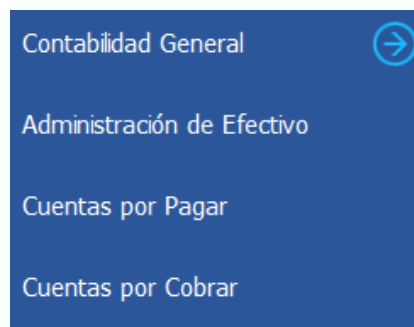 Contabilidad General
Administración de Efectivo
Cuentas por Pagar
Cuentas por Cobrar